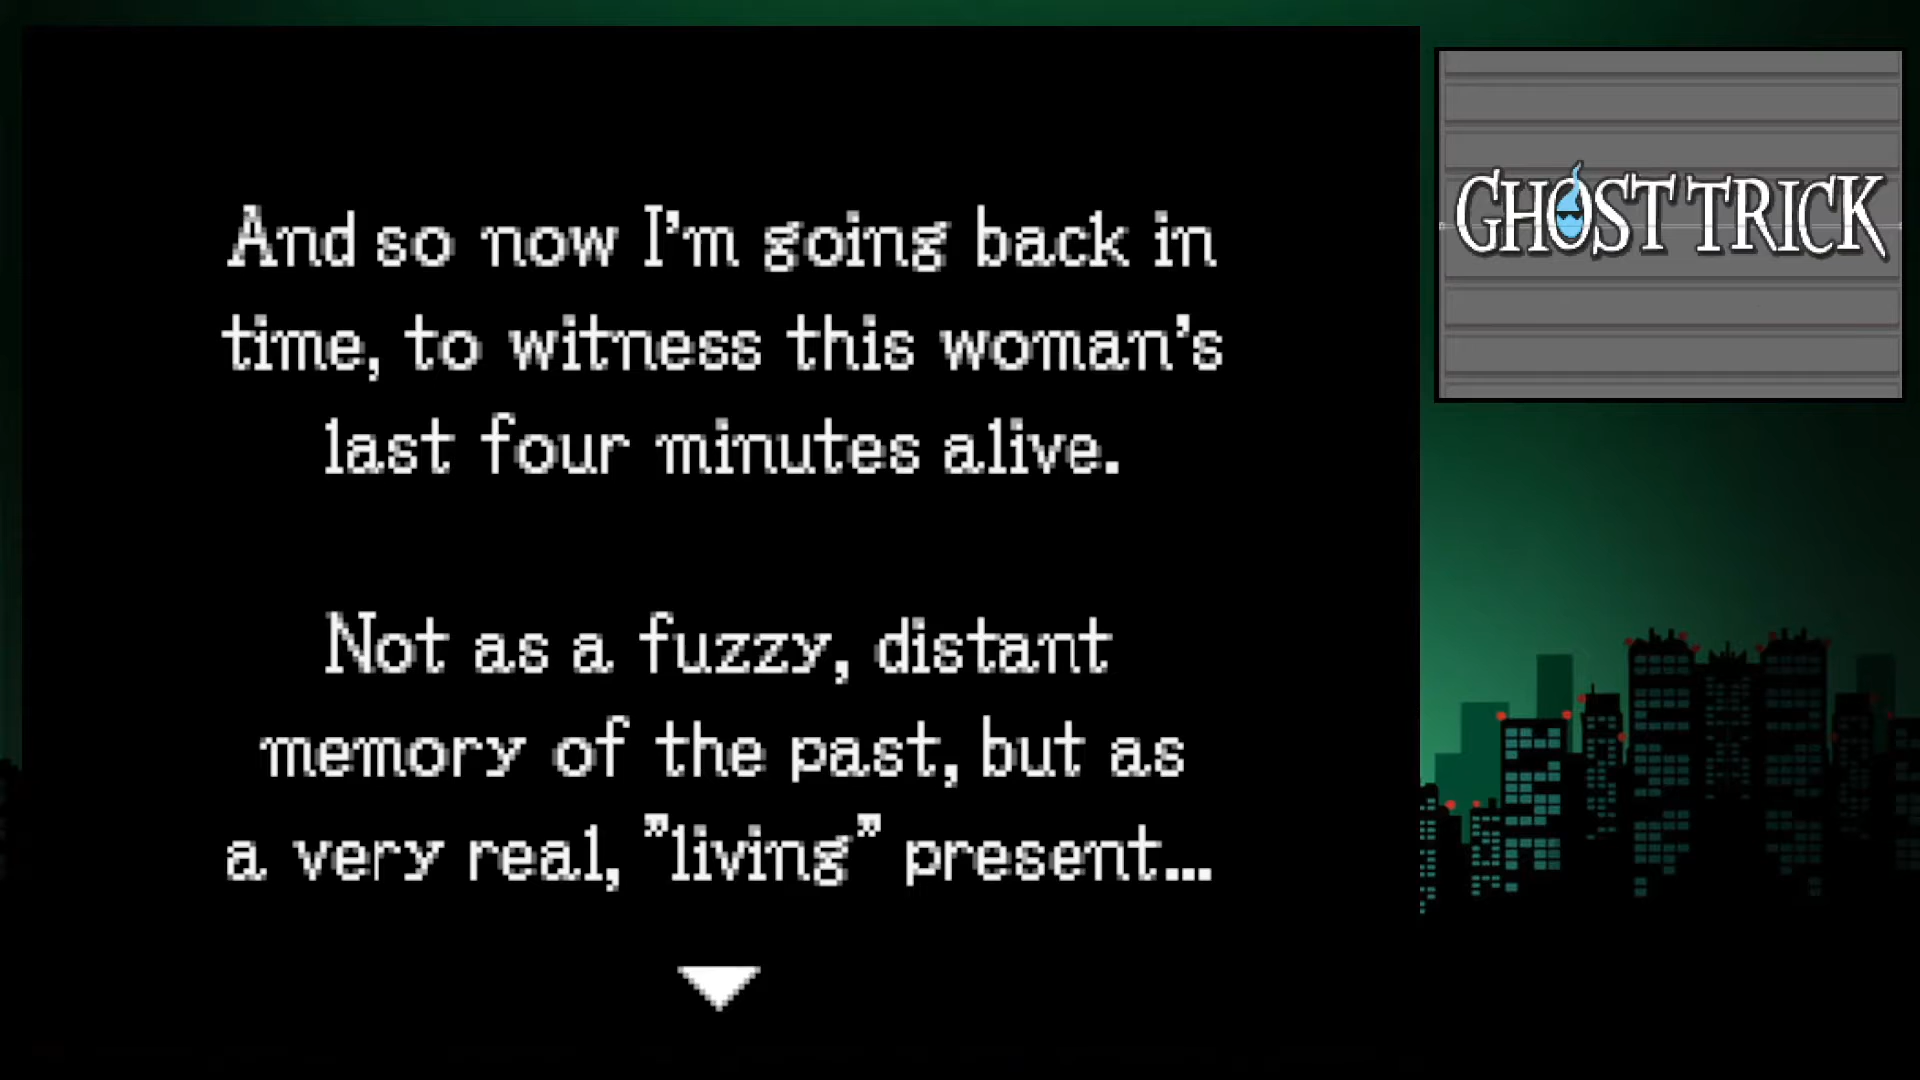 And so now I'm going back in
time, to witness this woman's
last four minutes alive.
Not as a fuzzy, distant
memory of the past, but as
a very real, "living" present...
GHOST TRICK